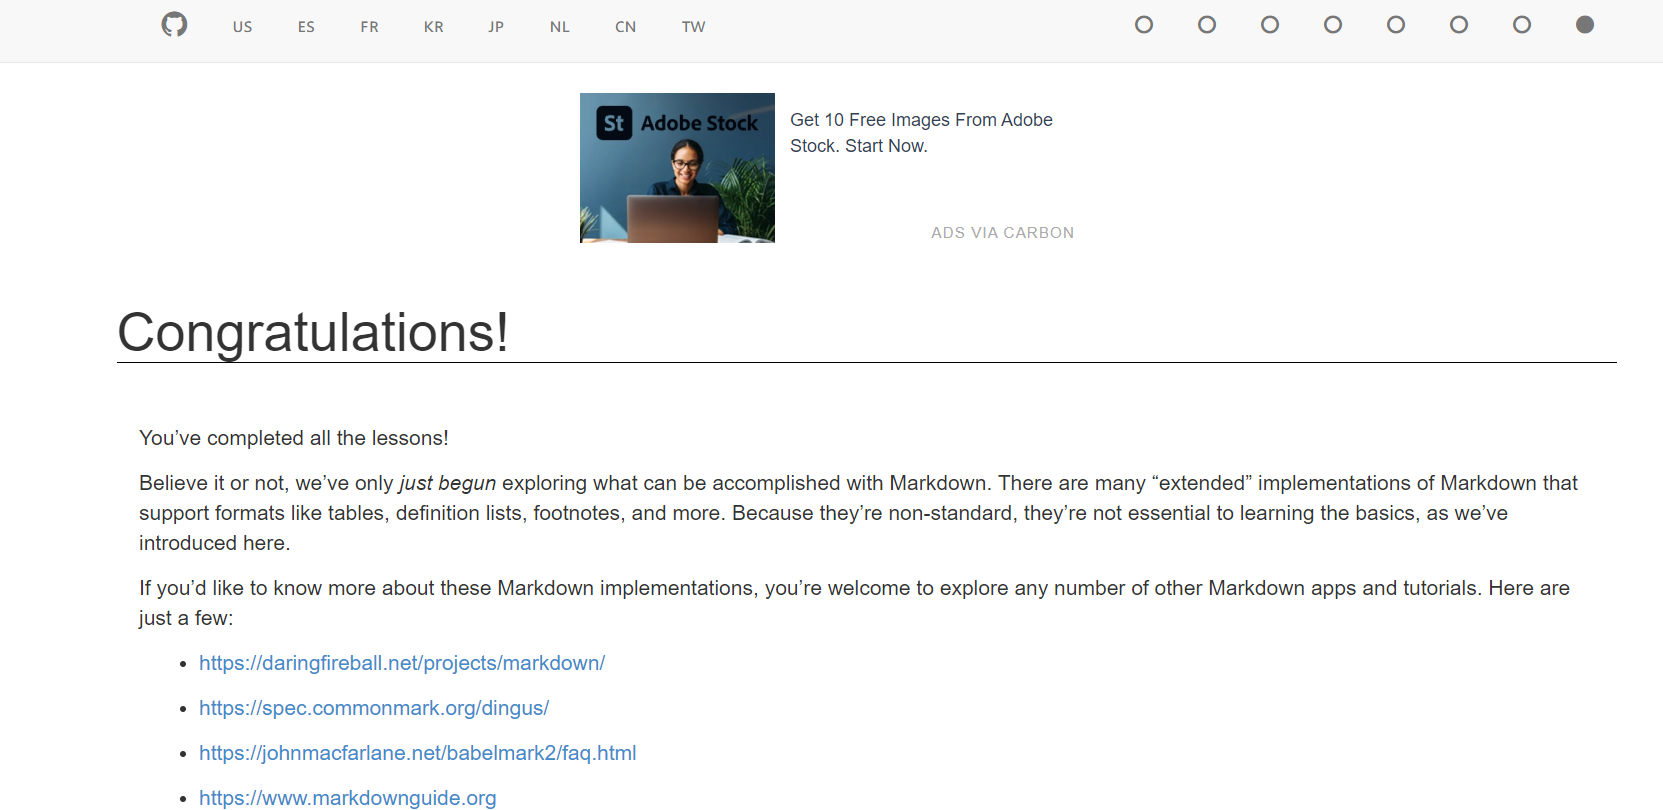 US ES FR KR JP NL CN TW
St Adobe Stock
Get 10 Free Images From Adobe
Stock. Start Now.
ADS VIA CARBON
Congratulations!
You’ve completed all the lessons!
Believe it or not, we’ve only just begun exploring what can be accomplished with Markdown. There are many “extended” implementations of Markdown that
support formats like tables, definition lists, footnotes, and more. Because they’re non-standard, they’re not essential to learning the basics, as we’ve
introduced here.
If you’d like to know more about these Markdown implementations, you’re welcome to explore any number of other Markdown apps and tutorials. Here are
just a few:
• https://daringfireball.net/projects/markdown/
• https://spec.commonmark.org/dingus/
• https://johnmacfarlane.net/babelmark2/faq.html
• https://www.markdownguide.org